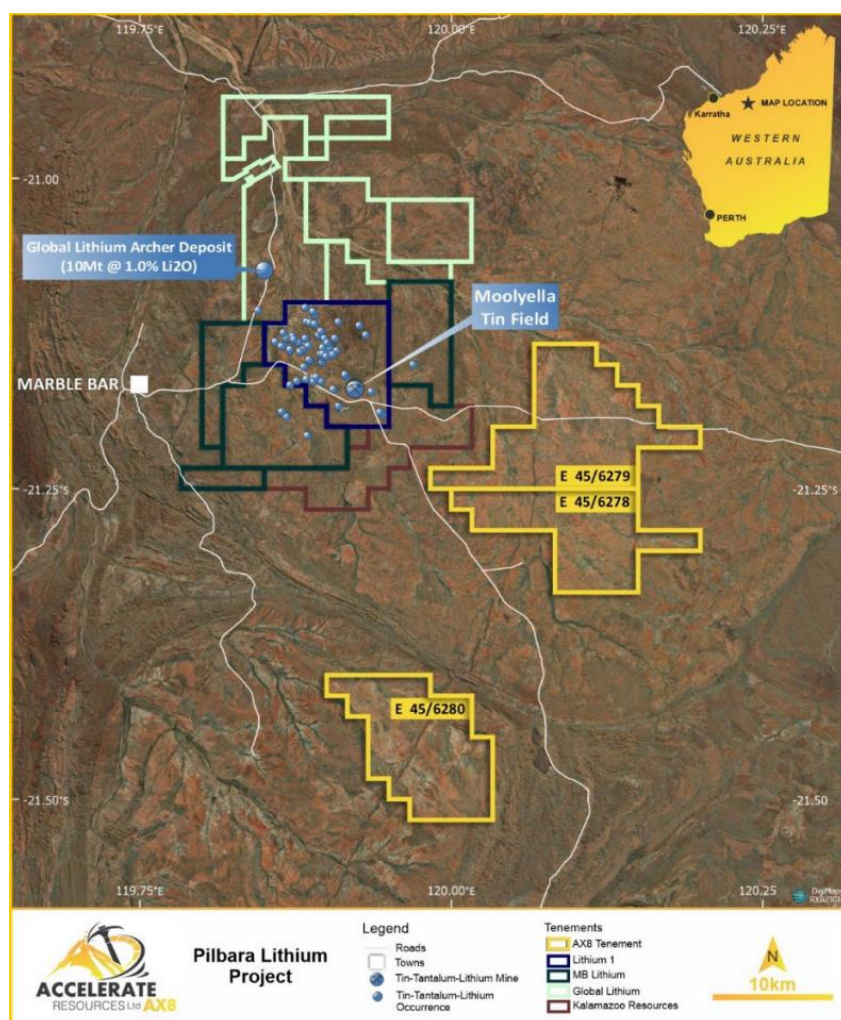 119.75°E
120.00°E
120.25°E
Karratha
MAP LOCATION
WESTERN
AUSTRALIA
PERTH
-21.00
Global Lithium Archer Deposit
(10Mt @ 1.0% Li2O)
Moolyella
Tin Field
MARBLE BAR
E 45/6279
E 45/6278
-21.25°S
-21.25°S
E 45/6280
-21.50°S
-21.50
119.75°E
120.00°E
120.25°E
DigiMaps
ACCELERATE
RESOURCES Ltd AX8
Pilbara Lithium
Project
Legend
Roads
Towns
Tin-Tantalum-Lithium Mine
Tin-Tantalum-Lithium
Occurrence
Tenements
AX8 Tenement
Lithium 1
MB Lithium
Global Lithium
Kalamazoo Resources
N
10km